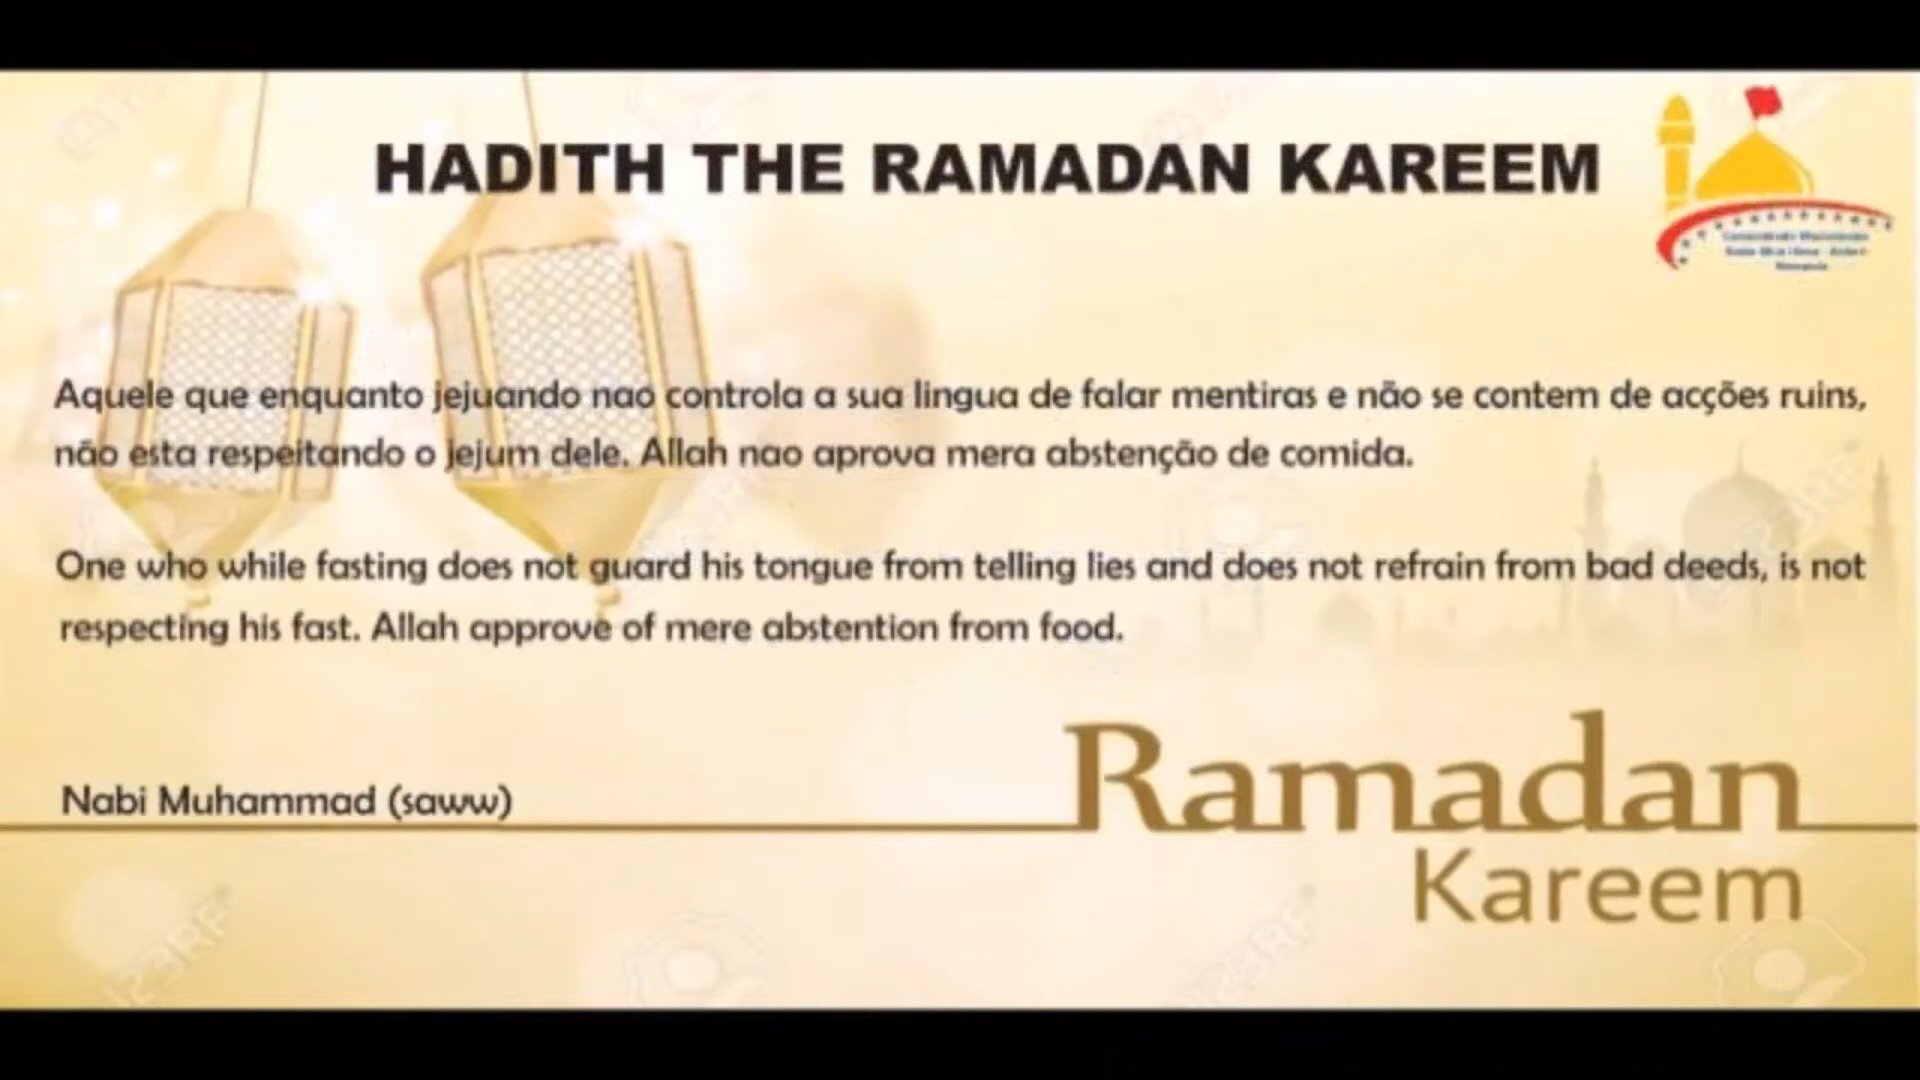 HADITH THE RAMADAN KAREEM
Aquele que enquanto jejuando nao controla a sua lingua de falar mentiras e não se contem de acções ruins,
não esta respeitando o jejum dele. Allah nao aprova mera abstenção de comida.
One who while fasting does not guard his tongue from telling lies and does not refrain from bad deeds, is not
respecting his fast. Allah approve of mere abstention from food.
Nabi Muhammad (saww)
Ramadan
Kareem
123RF